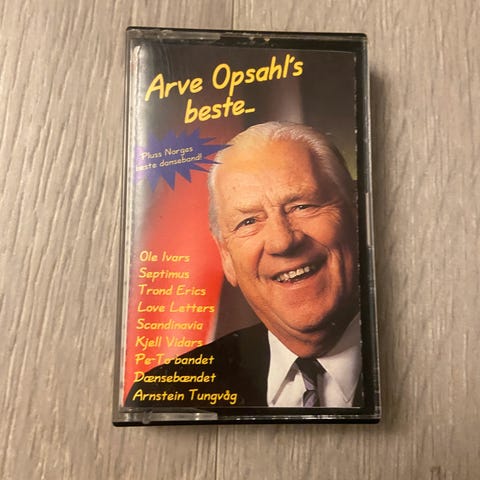 Arve Opsahl's
beste...
Pluss Norges
beste danseband!
Ole Ivars
Septimus
Trond Erics
Love Letters
Scandinavia
Kjell Vidars
Pe-To bandet
Dænsebændet
Arnstein Tungvåg